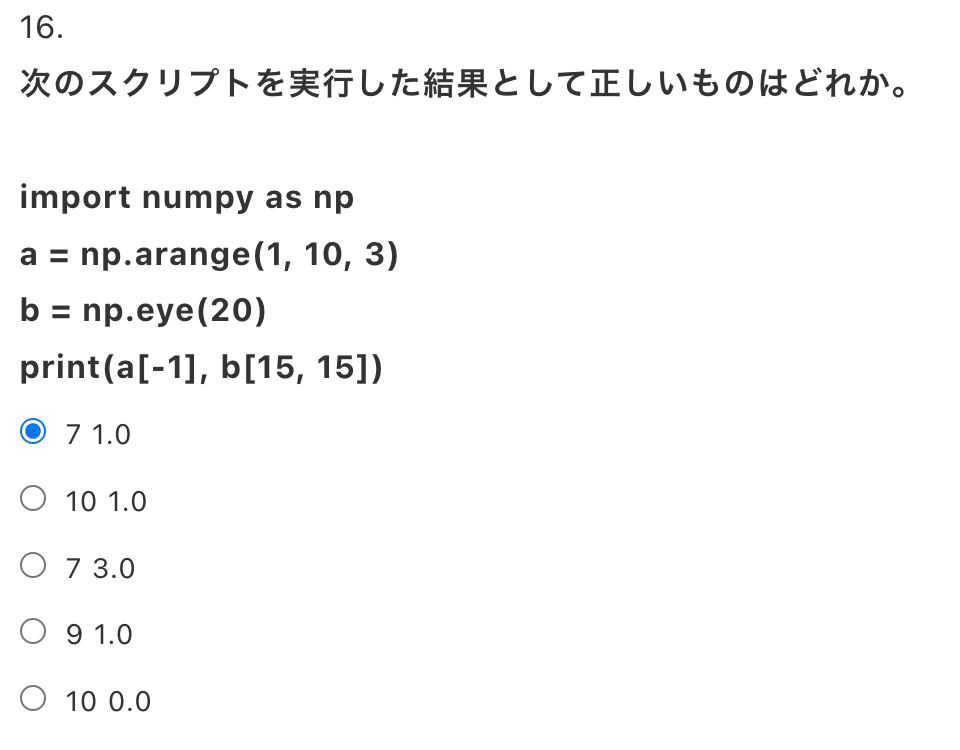 16.
次のスクリプトを実行した結果として正しいものはどれか。
import numpy as np
a = np.arange(1, 10, 3)
b = np.eye(20)
print(a[-1], b[15, 15])
7 1.0
10 1.0
7 3.0
9 1.0
10 0.0